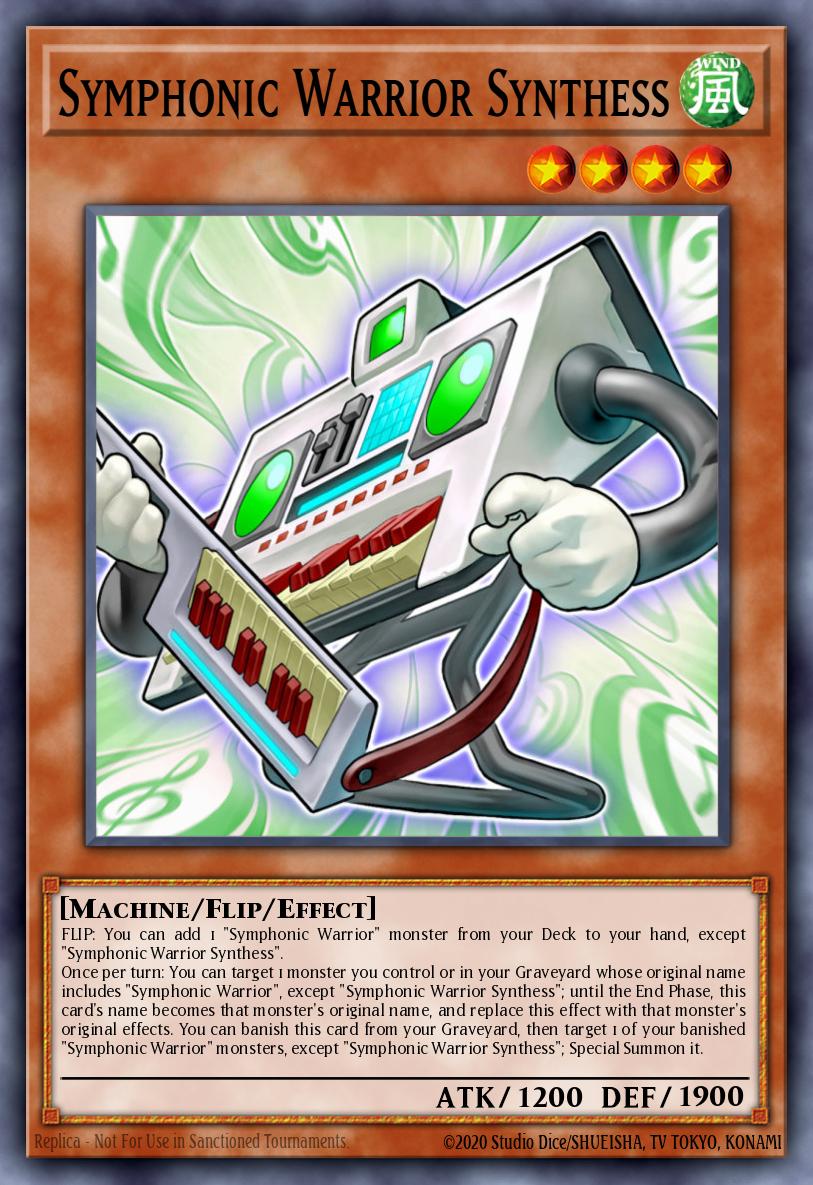 Symphonic Warrior Synthess
WIND
風
[Machine/Flip/Effect]
FLIP: You can add 1 "Symphonic Warrior" monster from your Deck to your hand, except
"Symphonic Warrior Synthess".
Once per turn: You can target 1 monster you control or in your Graveyard whose original name
includes "Symphonic Warrior", except "Symphonic Warrior Synthess"; until the End Phase, this
card's name becomes that monster's original name, and replace this effect with that monster's
original effects. You can banish this card from your Graveyard, then target 1 of your banished
"Symphonic Warrior" monsters, except "Symphonic Warrior Synthess"; Special Summon it.
ATK/1200 DEF/1900
Replica - Not For Use in Sanctioned Tournaments.
©2020 Studio Dice/SHUEISHA, TV TOKYO, KONAMI